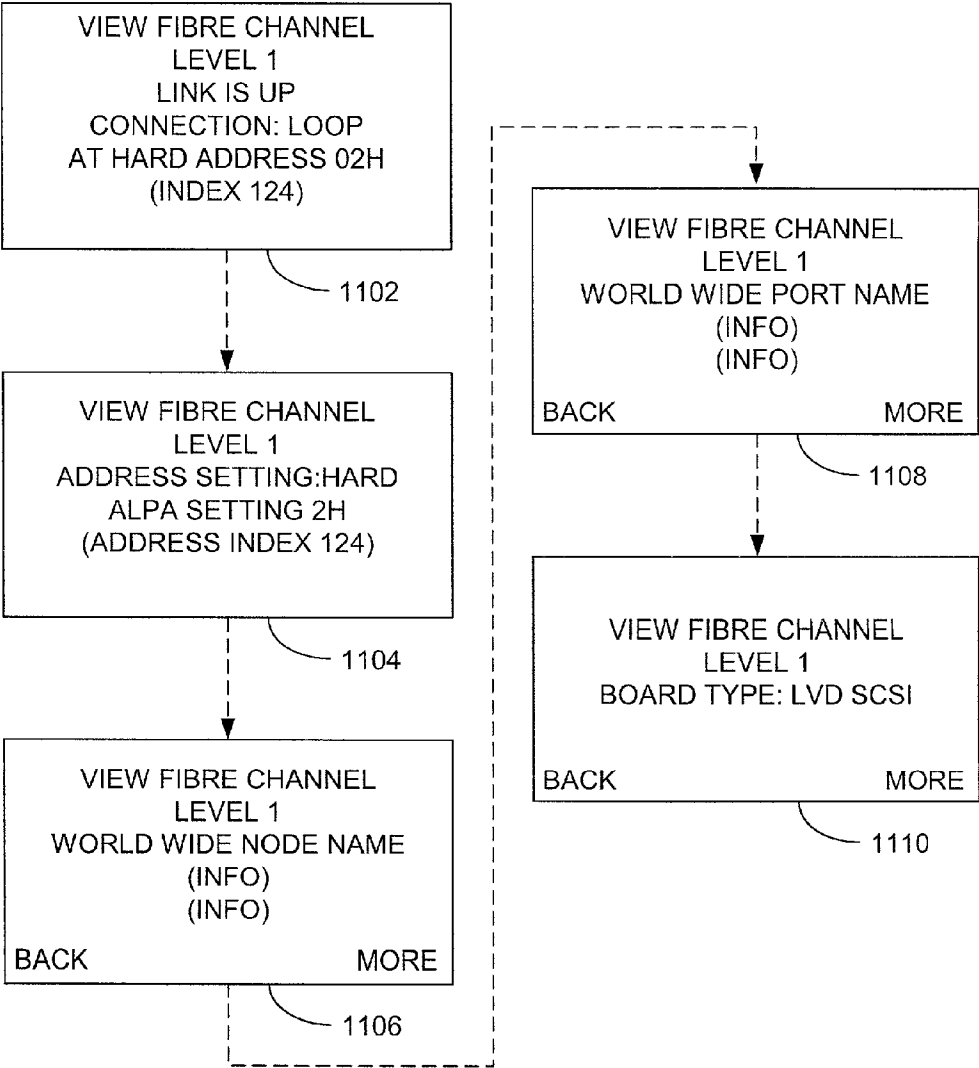 VIEW FIBRE CHANNEL
LEVEL 1
LINK IS UP
CONNECTION: LOOP
AT HARD ADDRESS 02H
(INDEX 124)
1102
VIEW FIBRE CHANNEL
LEVEL 1
ADDRESS SETTING:HARD
ALPA SETTING 2H
(ADDRESS INDEX 124)
1104
VIEW FIBRE CHANNEL
LEVEL 1
WORLD WIDE NODE NAME
(INFO)
(INFO)
BACK MORE
1106
VIEW FIBRE CHANNEL
LEVEL 1
WORLD WIDE PORT NAME
(INFO)
(INFO)
BACK MORE
1108
VIEW FIBRE CHANNEL
LEVEL 1
BOARD TYPE: LVD SCSI
BACK MORE
1110